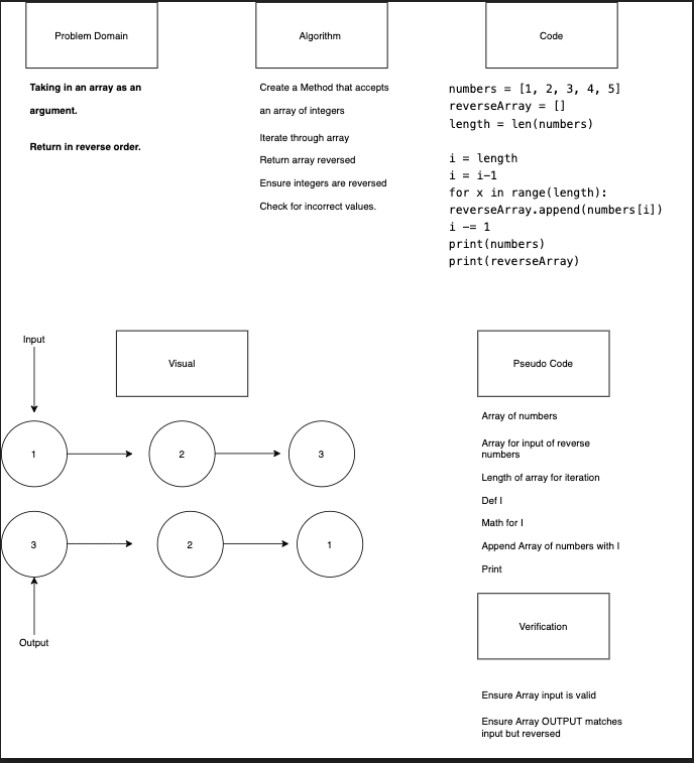 Problem Domain
Taking in an array as an
argument.
Return in reverse order.
Algorithm
Create a Method that accepts
an array of integers
Iterate through array
Return array reversed
Ensure integers are reversed
Check for incorrect values.
Code
numbers = [1, 2, 3, 4, 5]
reverseArray = []
length = len(numbers)
i = length
i = i-1
for x in range(length):
reverseArray.append(numbers[i])
i -= 1
print(numbers)
print(reverseArray)
Input
Visual
1
2
3
3
2
1
Output
Pseudo Code
Array of numbers
Array for input of reverse
numbers
Length of array for iteration
Def I
Math for I
Append Array of numbers with I
Print
Verification
Ensure Array input is valid
Ensure Array OUTPUT matches
input but reversed